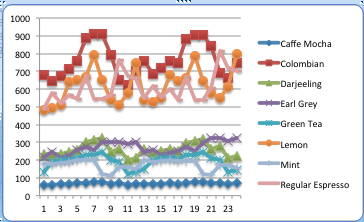 1000
900
800
700
600
500
400
300
200
100
0
1 3 5 7 9 11 13 15 17 19 21 23
Caffe Mocha
Colombian
Darjeeling
Earl Grey
Green Tea
Lemon
Mint
Regular Espresso